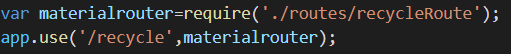 var materialrouter=require('./routes/recycleRoute');
app.use('/recycle',materialrouter);